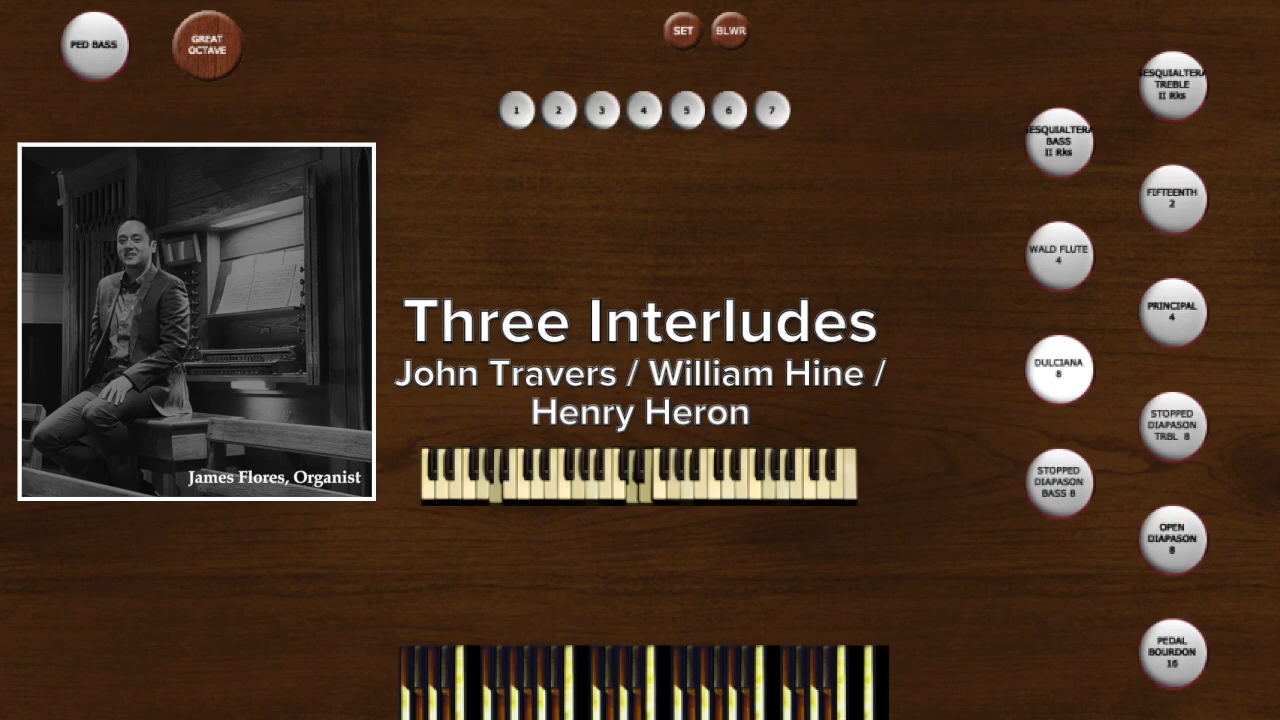 PED BASS
GREAT
OCTAVE
SET
BLWR
1
2
3
4
5
6
7
SESQUIALTERA
TREBLE
II Rks
SESQUIALTERA
BASS
II Rks
FIFTEENTH
2
WALD FLUTE
4
PRINCIPAL
4
DULCIANA
8
STOPPED
DIAPASON
TRBL 8
STOPPED
DIAPASON
BASS 8
OPEN
DIAPASON
8
PEDAL
BOURDON
16
Three Interludes
John Travers / William Hine /
Henry Heron
James Flores, Organist